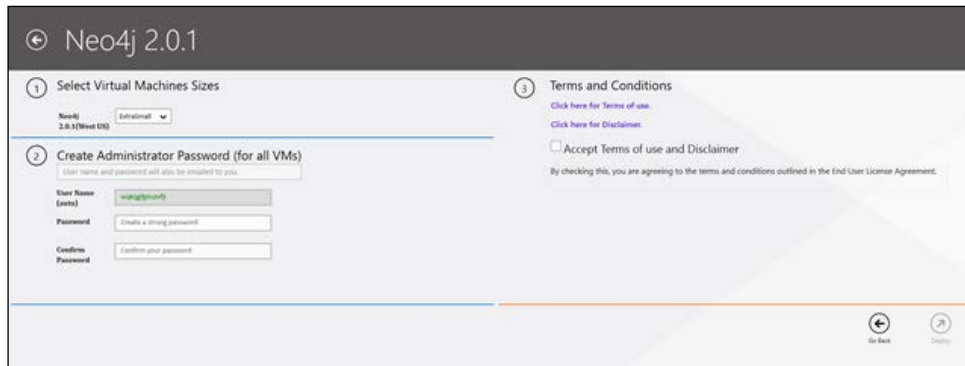 Neo4j 2.0.1
1 Select Virtual Machines Sizes
Neo4j
2.0.1(West US)
ExtraSmall
2 Create Administrator Password (for all VMs)
User name and password will also be emailed to you.
User Name
(auto)
Password
Create a strong password
Confirm
Password
Confirm your password
3 Terms and Conditions
Click here for Terms of use.
Click here for Disclaimer.
Accept Terms of use and Disclaimer
By checking this, you are agreeing to the terms and conditions outlined in the End User License Agreement.
Go Back
Deploy